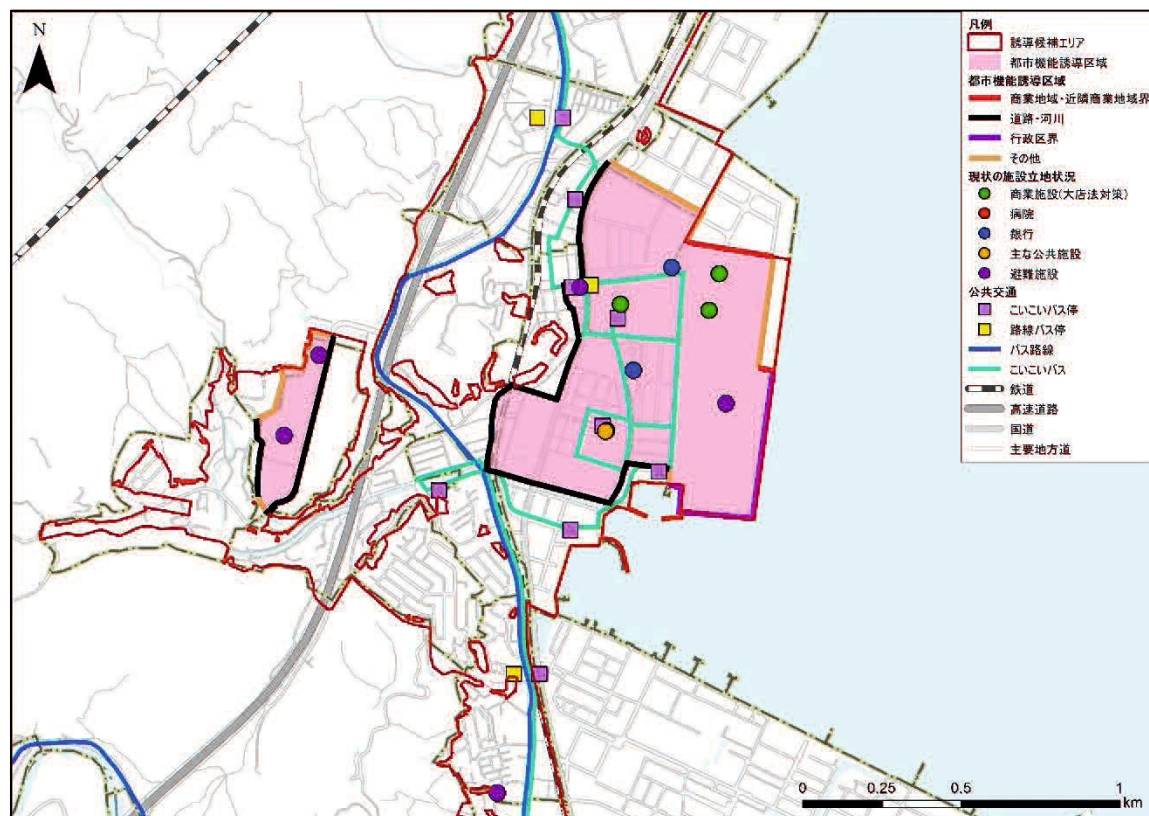 N
凡例
誘導候補エリア
都市機能誘導区域
都市機能誘導区域
商業地域・近隣商業地域界
道路・河川
行政区界
その他
現状の施設立地状況
商業施設(大店法対策)
病院
銀行
主な公共施設
避難施設
公共交通
こいこいバス停
路線バス停
バス路線
こいこいバス
鉄道
高速道路
国道
主要地方道
0 0.25 0.5 1
km